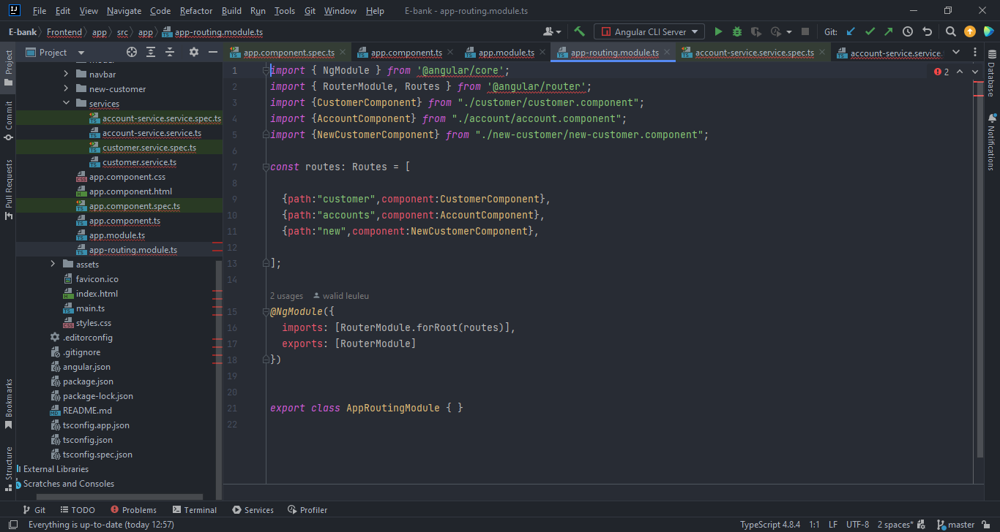 File Edit View Navigate Code Refactor Build Run Tools Git Window Help E-bank - app-routing.module.ts
E-bank Frontend app src app app-routing.module.ts Angular CLI Server Git:
Project
app.component.spec.ts app.component.ts app.module.ts app-routing.module.ts account-service.service.spec.ts account-service.service.
Project
Commit
Pull Requests
Bookmarks
Structure
navbar
new-customer
services
account-service.service.spec.ts
account-service.service.ts
customer.service.spec.ts
customer.service.ts
app.component.css
app.component.html
app.component.spec.ts
app.component.ts
app.module.ts
app-routing.module.ts
assets
favicon.ico
index.html
main.ts
styles.css
.editorconfig
.gitignore
angular.json
package.json
package-lock.json
README.md
tsconfig.app.json
tsconfig.json
tsconfig.spec.json
External Libraries
Scratches and Consoles
1 import { NgModule } from '@angular/core';
2 import { RouterModule, Routes } from '@angular/router';
3 import {CustomerComponent} from "./customer/customer.component";
4 import {AccountComponent} from "./account/account.component";
5 import {NewCustomerComponent} from "./new-customer/new-customer.component";
6
7 const routes: Routes = [
8
9 {path:"customer",component:CustomerComponent},
10 {path:"accounts",component:AccountComponent},
11 {path:"new",component:NewCustomerComponent},
12
13 ];
14
2 usages walid leuleu
15 @NgModule({
16 imports: [RouterModule.forRoot(routes)],
17 exports: [RouterModule]
18 })
19
20
21 export class AppRoutingModule { }
22
2
Database
Notifications
Git TODO Problems Terminal Services Profiler
Everything is up-to-date (today 12:57) TypeScript 4.8.4 1:1 LF UTF-8 2 spaces* master